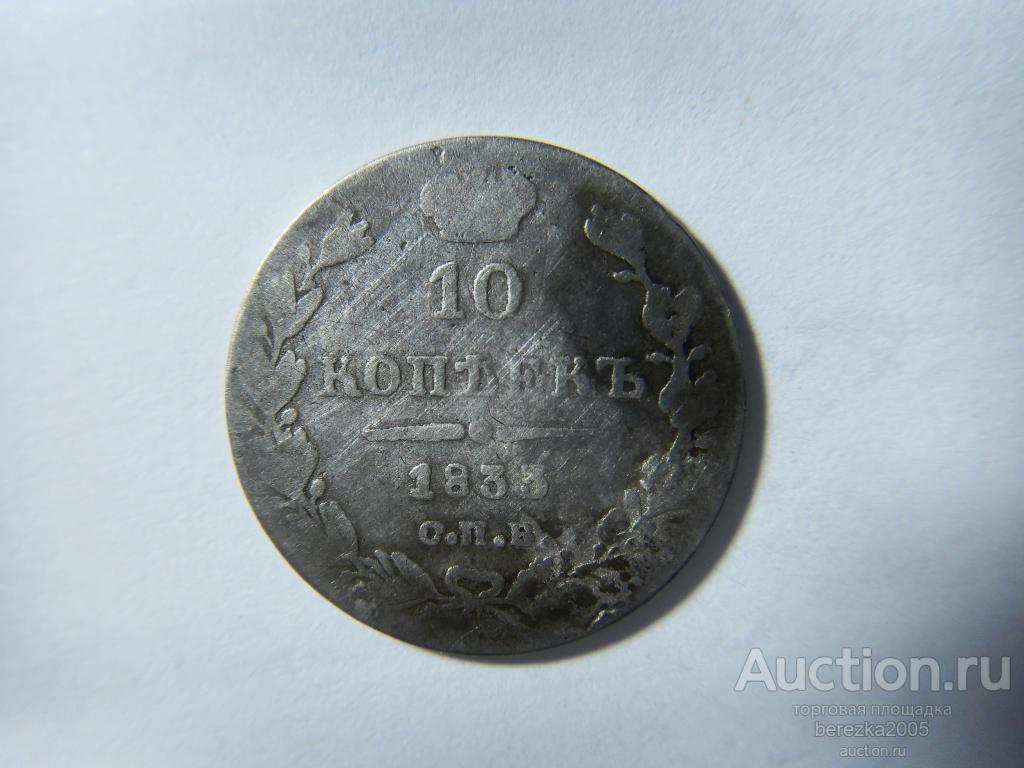 10
КОПѢЕКЪ
1833
С.П.Б.
Auction.ru
торговая площадка
berezka2005
auction.ru